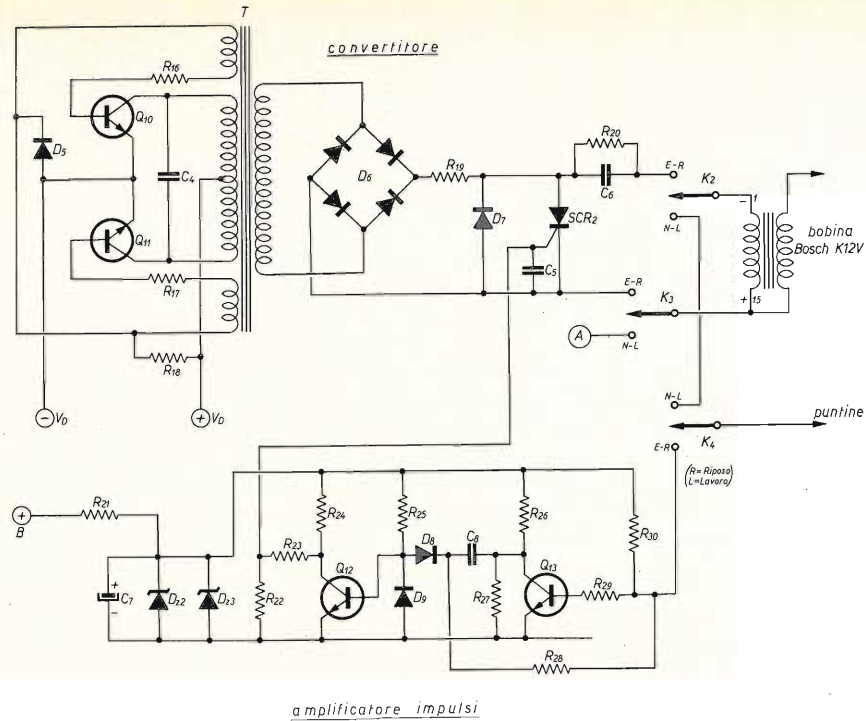 T
convertitore
R16
Q10
D5
C4
D6
R19
R20
C6
E-R
K2
- 1
D7
SCR2
N-L
bobina
Bosch K12V
Q11
R17
C5
E-R
K3
+ 15
A
N-L
R18
- VD
+ VD
N-L
puntine
K4
E-R
(R=Riposo)
(L=Lavoro)
R21
+
B
R24
R25
R26
R30
R23
D8
C8
Q12
Q13
+
C7
-
Dz2
Dz3
R22
D9
R27
R29
R28
amplificatore impulsi